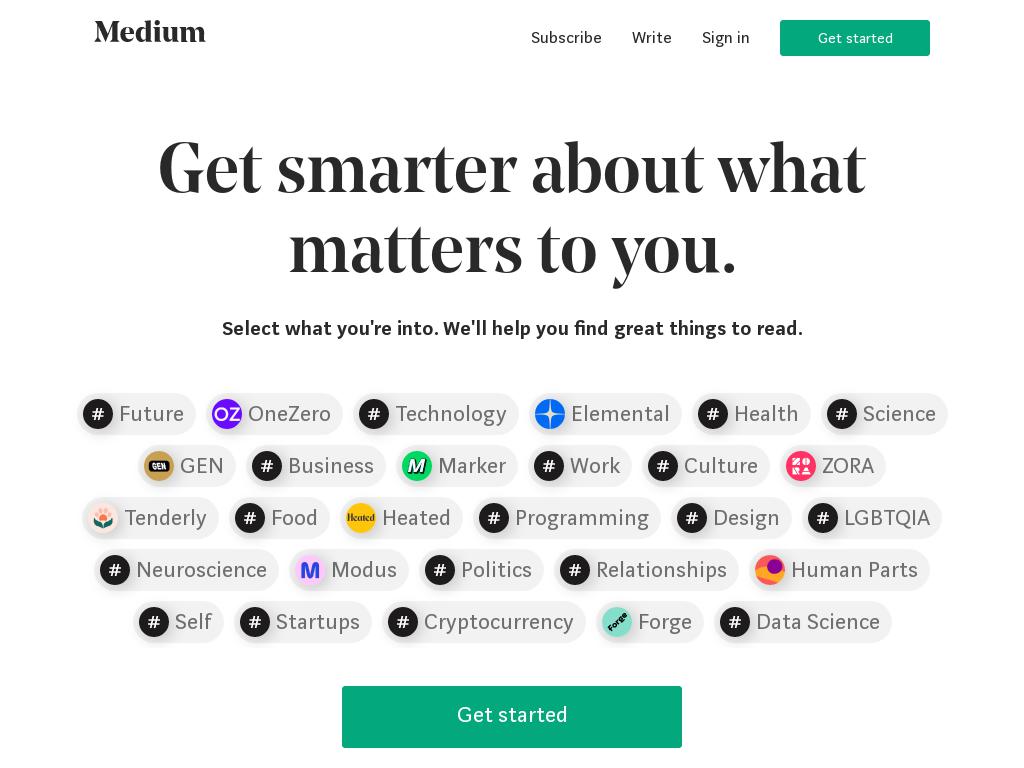 Medium Subscribe Write Sign in Get started
Get smarter about what
matters to you.
Select what you're into. We'll help you find great things to read.
# Future OZ OneZero # Technology Elemental # Health # Science
GEN GEN # Business M Marker # Work # Culture ZORA ZORA
Tenderly # Food Heated Heated # Programming # Design # LGBTQIA
# Neuroscience M Modus # Politics # Relationships Human Parts
# Self # Startups # Cryptocurrency Forge Forge # Data Science
Get started